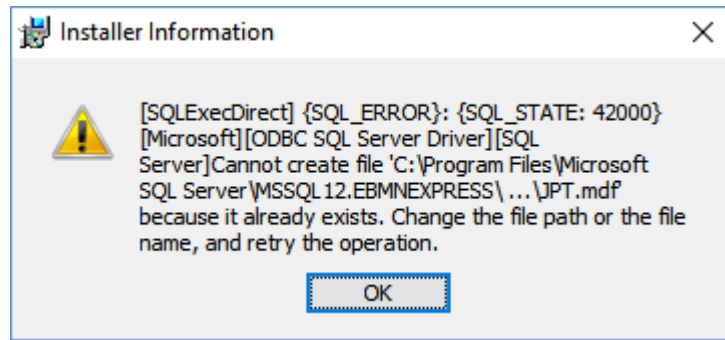 Installer Information
[SQLExecDirect] {SQL_ERROR}: {SQL_STATE: 42000}
[Microsoft][ODBC SQL Server Driver][SQL
Server]Cannot create file 'C:\Program Files\Microsoft
SQL Server\MSSQL12.EBMNEXPRESS\ ... \JPT.mdf'
because it already exists. Change the file path or the file
name, and retry the operation.
OK